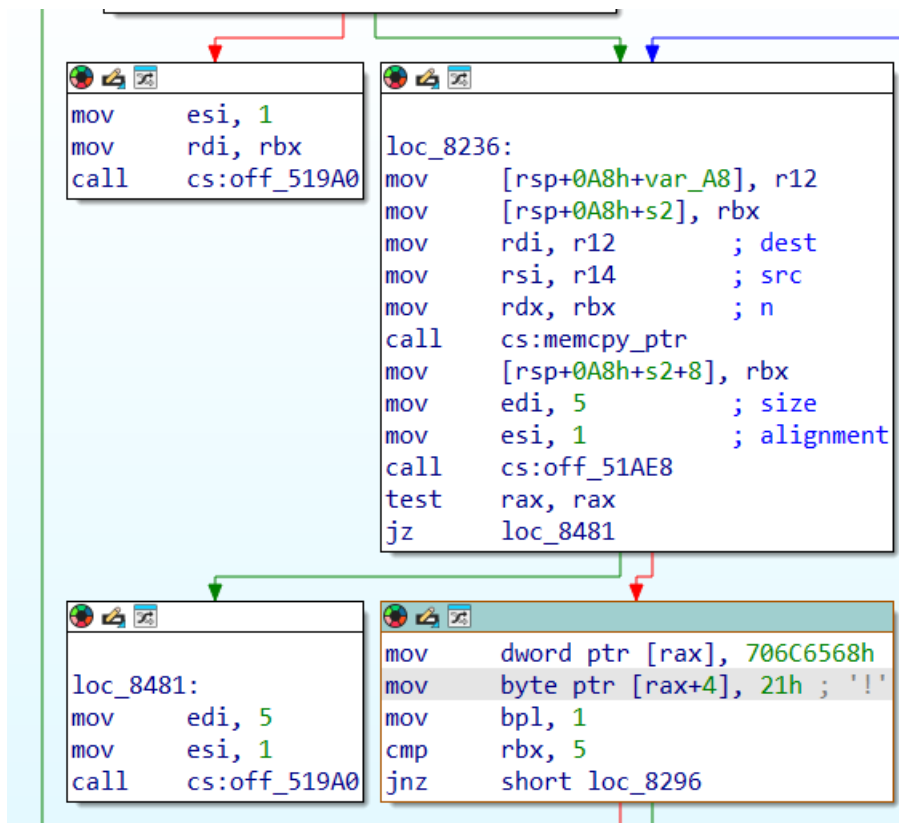 mov esi, 1
mov rdi, rbx
call cs:off_519A0
loc_8236:
mov [rsp+0A8h+var_A8], r12
mov [rsp+0A8h+s2], rbx
mov rdi, r12 ; dest
mov rsi, r14 ; src
mov rdx, rbx ; n
call cs:memcpy_ptr
mov [rsp+0A8h+s2+8], rbx
mov edi, 5 ; size
mov esi, 1 ; alignment
call cs:off_51AE8
test rax, rax
jz loc_8481
loc_8481:
mov edi, 5
mov esi, 1
call cs:off_519A0
mov dword ptr [rax], 706C6568h
mov byte ptr [rax+4], 21h ; '!'
mov bpl, 1
cmp rbx, 5
jnz short loc_8296